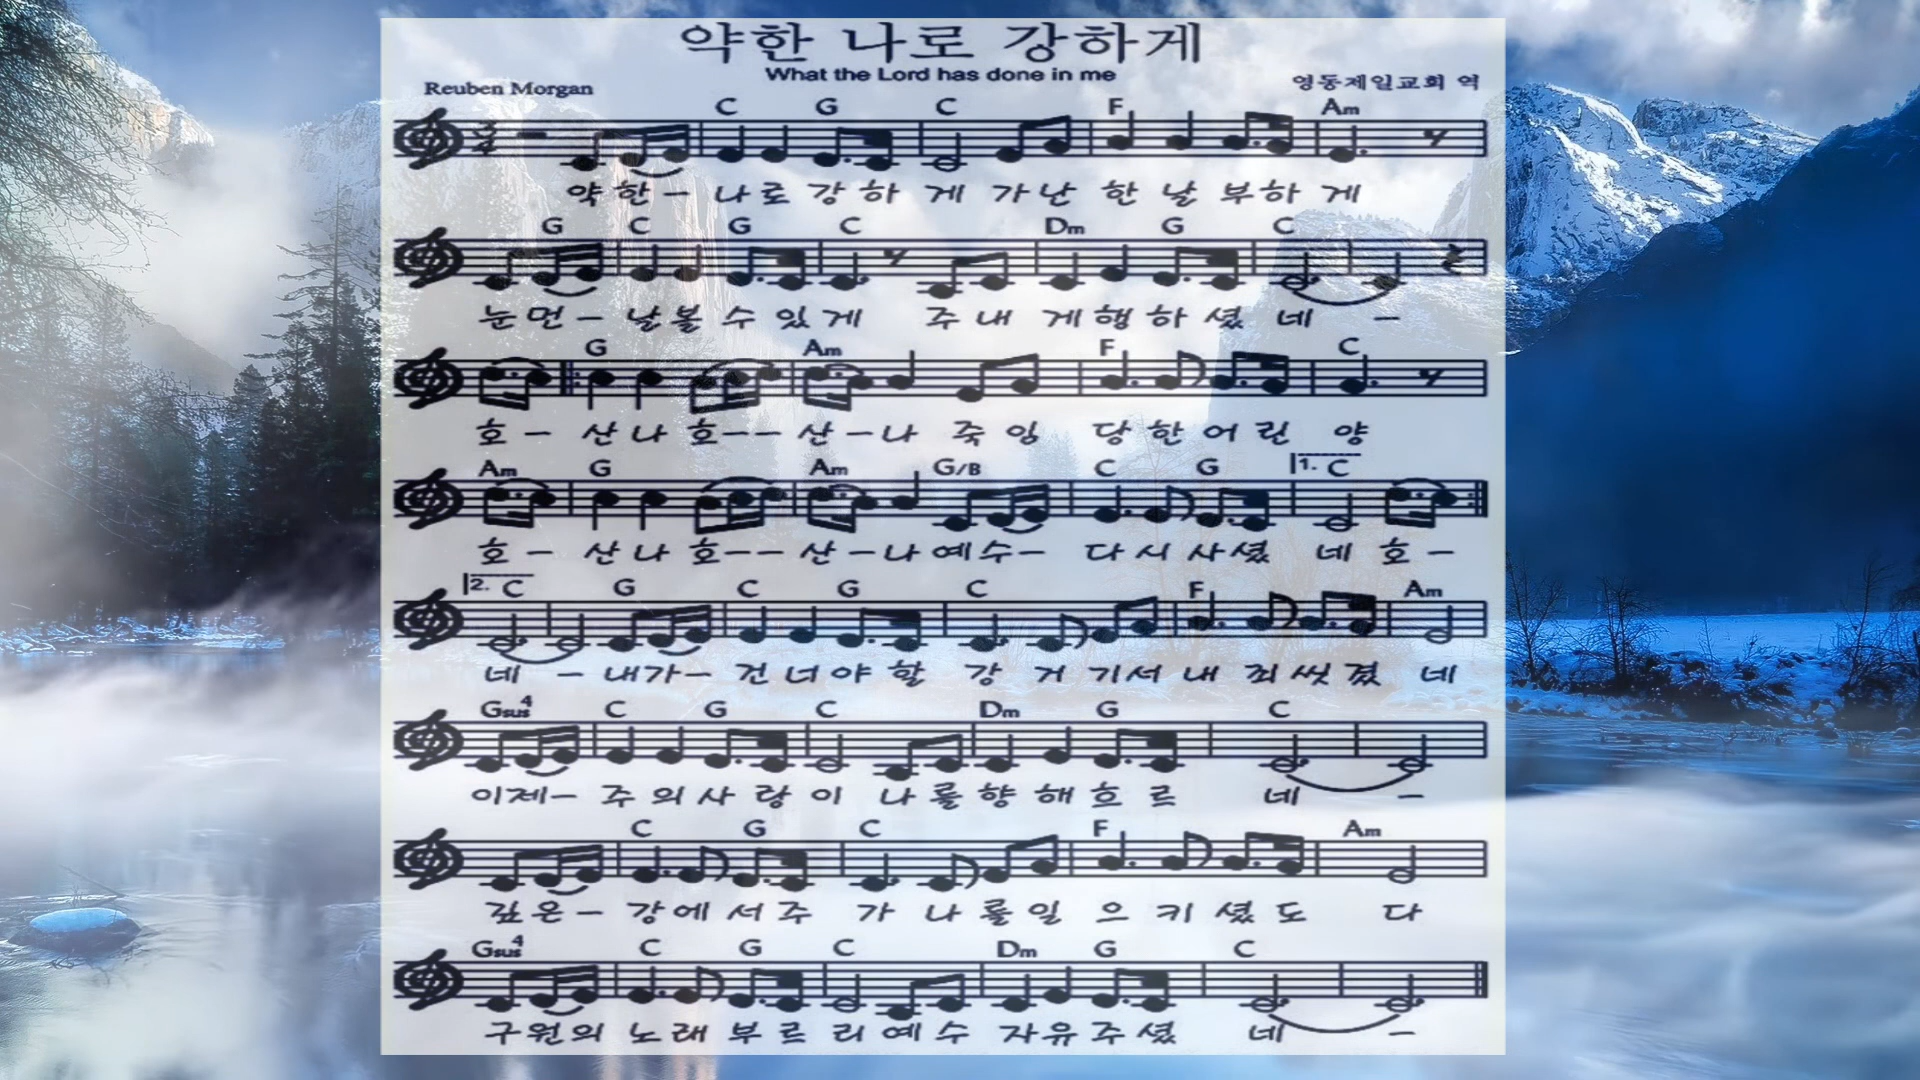 약한 나로 강하게
What the Lord has done in me
Reuben Morgan 영동제일교회 역
C G C F Am
약 한 - 나 로 강 하 게 가 난 한 날 부 하 게
G C G C Dm G C
눈 먼 - 날 볼 수 있 게 주 내 게 행 하 셨 네 -
G Am F C
호 - 산 나 호 - - 산 - 나 죽 임 당 한 어 린 양
Am G Am G/B C G 1. C
호 - 산 나 호 - - 산 - 나 예 수 - 다 시 사 셨 네 호 -
2. C G C G C F Am
네 - 내 가 - 건 너 야 할 강 거 기 서 내 죄 씻 겼 네
Gsus4 C G C Dm G C
이 제 - 주 의 사 랑 이 나 를 향 해 흐 르 네 -
C G C F Am
깊 은 - 강 에 서 주 가 나 를 일 으 키 셨 도 다
Gsus4 C G C Dm G C
구 원 의 노 래 부 르 리 예 수 자 유 주 셨 네 -